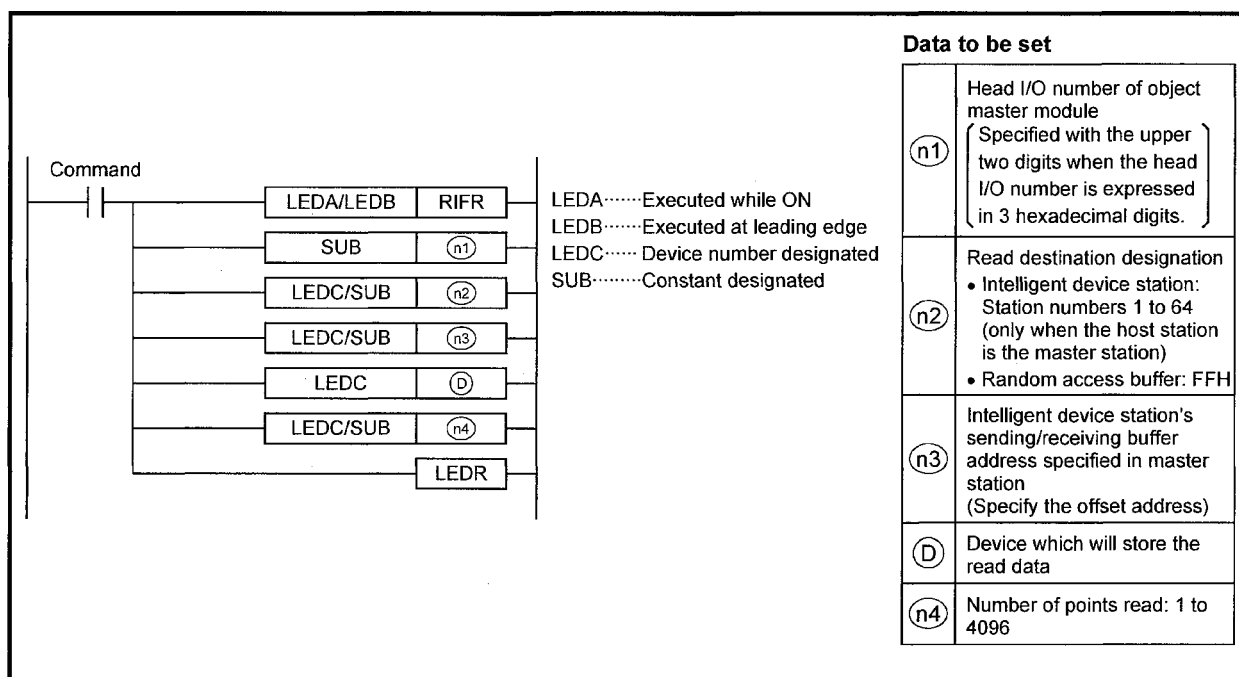 Command
LEDA/LEDB RIFR
SUB n1
LEDC/SUB n2
LEDC/SUB n3
LEDC D
LEDC/SUB n4
LEDR
LEDA······Executed while ON
LEDB······Executed at leading edge
LEDC······ Device number designated
SUB········Constant designated
Data to be set
n1
Head I/O number of object
master module
Specified with the upper
two digits when the head
I/O number is expressed
in 3 hexadecimal digits.
n2
Read destination designation
• Intelligent device station:
Station numbers 1 to 64
(only when the host station
is the master station)
• Random access buffer: FFH
n3
Intelligent device station's
sending/receiving buffer
address specified in master
station
(Specify the offset address)
D
Device which will store the
read data
n4
Number of points read: 1 to
4096